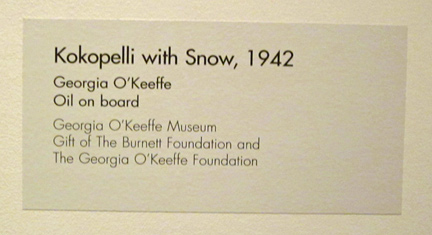 Kokopelli with Snow, 1942
Georgia O'Keeffe
Oil on board
Georgia O'Keeffe Museum
Gift of The Burnett Foundation and
The Georgia O'Keeffe Foundation